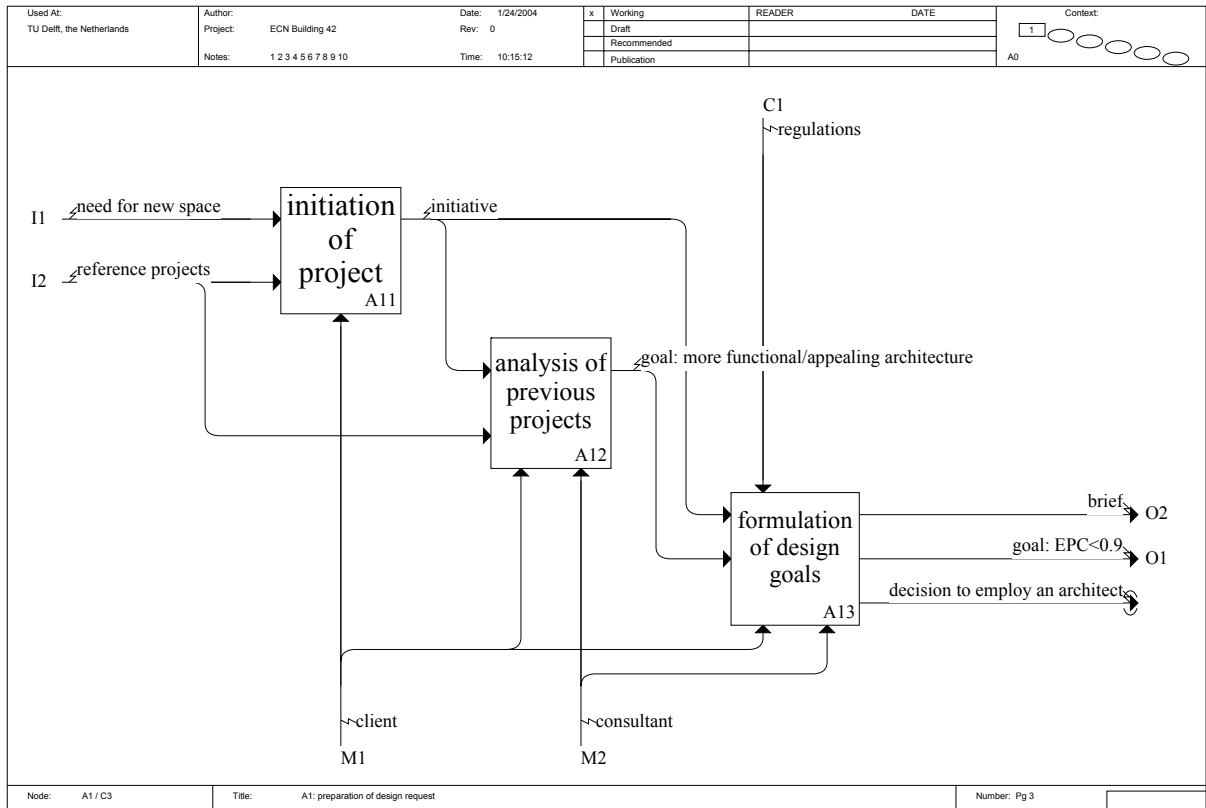 Used At:
TU Delft, the Netherlands
Author:
Project: ECN Building 42
Notes: 1 2 3 4 5 6 7 8 9 10
Date: 1/24/2004
Rev: 0
Time: 10:15:12
x Working
Draft
Recommended
Publication
READER DATE
Context:
1
A0
C1
regulations
I1
need for new space
initiation
of
project
A11
initiative
I2
reference projects
analysis of
previous
projects
A12
goal: more functional/appealing architecture
formulation
of design
goals
A13
brief
O2
goal: EPC<0.9
O1
decision to employ an architect
client
M1
consultant
M2
Node: A1 / C3
Title: A1: preparation of design request
Number: Pg 3